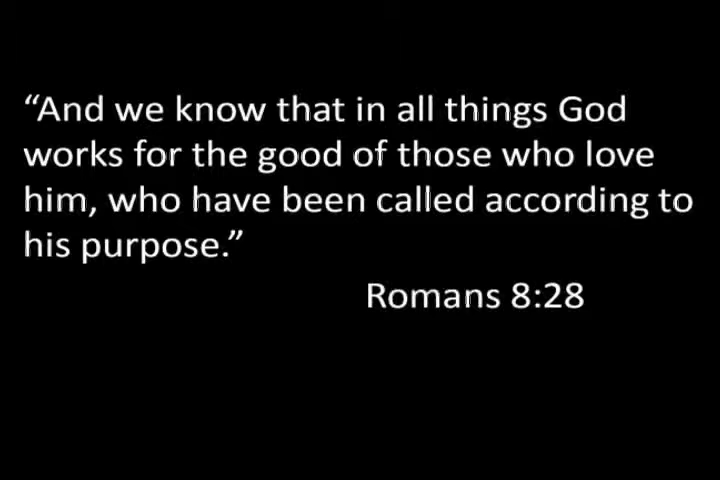 “And we know that in all things God
works for the good of those who love
him, who have been called according to
his purpose.”
Romans 8:28